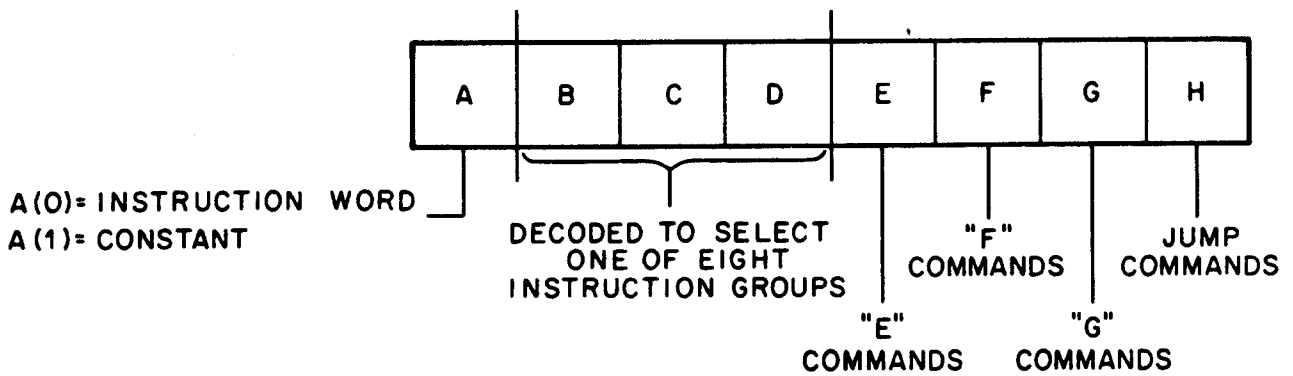 A B C D E F G H
A(0)= INSTRUCTION WORD
A(1)= CONSTANT
DECODED TO SELECT
ONE OF EIGHT
INSTRUCTION GROUPS
"E"
COMMANDS
"F"
COMMANDS
"G"
COMMANDS
JUMP
COMMANDS